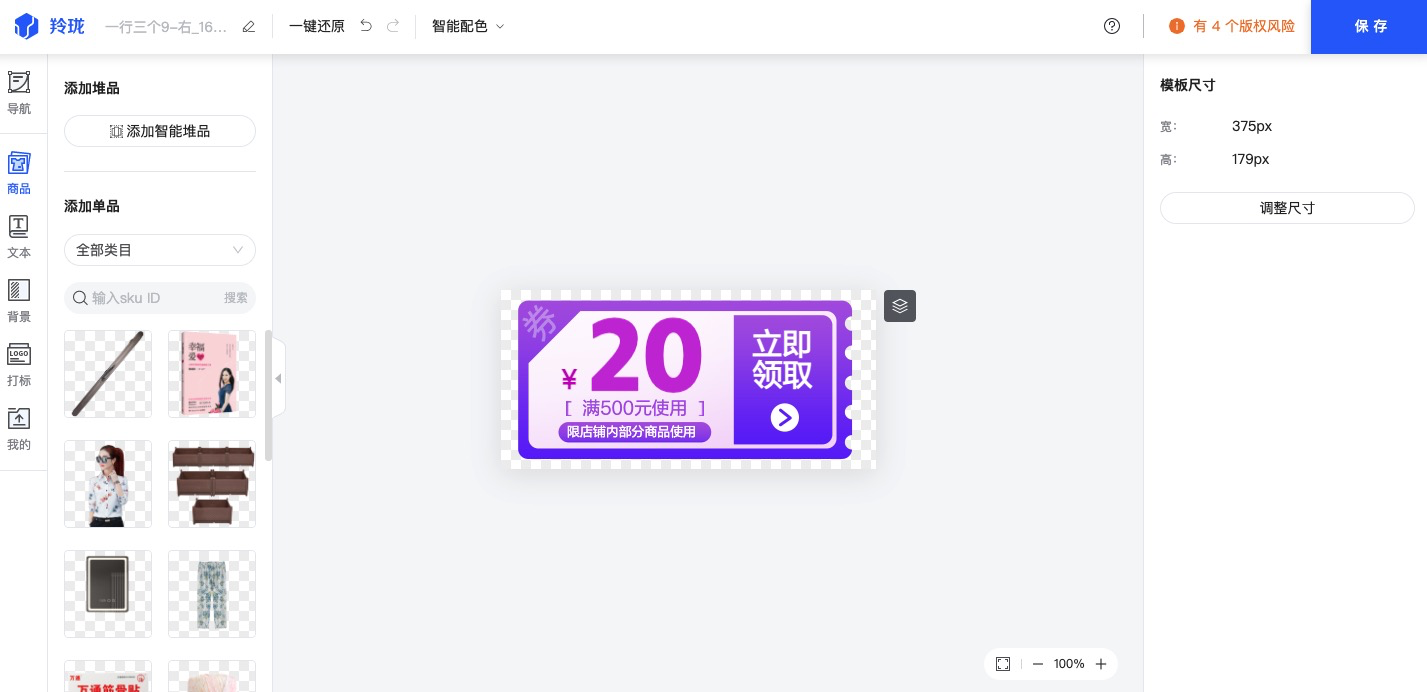 羚珑
一行三个9-右_16...
一键还原
智能配色
有 4 个版权风险
保 存
导航
商品
文本
背景
LOGO
打标
我的
添加堆品
添加智能堆品
添加单品
全部类目
输入sku ID
搜索
幸福
爱
万通
万通筋骨贴
券
¥ 20
[ 满500元使用 ]
限店铺内部分商品使用
立即
领取
100%
模板尺寸
宽:
375px
高:
179px
调整尺寸